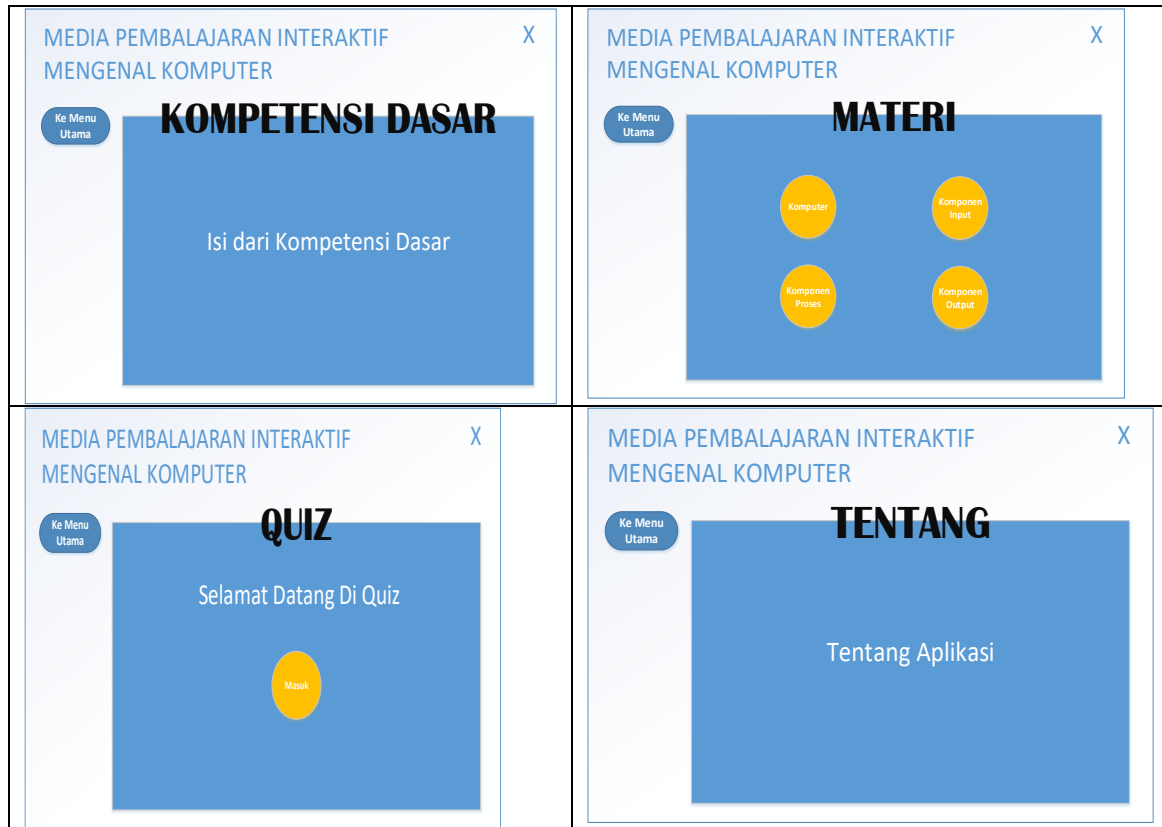 MEDIA PEMBALAJARAN INTERAKTIF
MENGENAL KOMPUTER
X
Ke Menu
Utama
KOMPETENSI DASAR
Isi dari Kompetensi Dasar
MEDIA PEMBALAJARAN INTERAKTIF
MENGENAL KOMPUTER
X
Ke Menu
Utama
MATERI
Komputer
Komponen
Input
Komponen
Proses
Komponen
Output
MEDIA PEMBALAJARAN INTERAKTIF
MENGENAL KOMPUTER
X
Ke Menu
Utama
QUIZ
Selamat Datang Di Quiz
Masuk
MEDIA PEMBALAJARAN INTERAKTIF
MENGENAL KOMPUTER
X
Ke Menu
Utama
TENTANG
Tentang Aplikasi